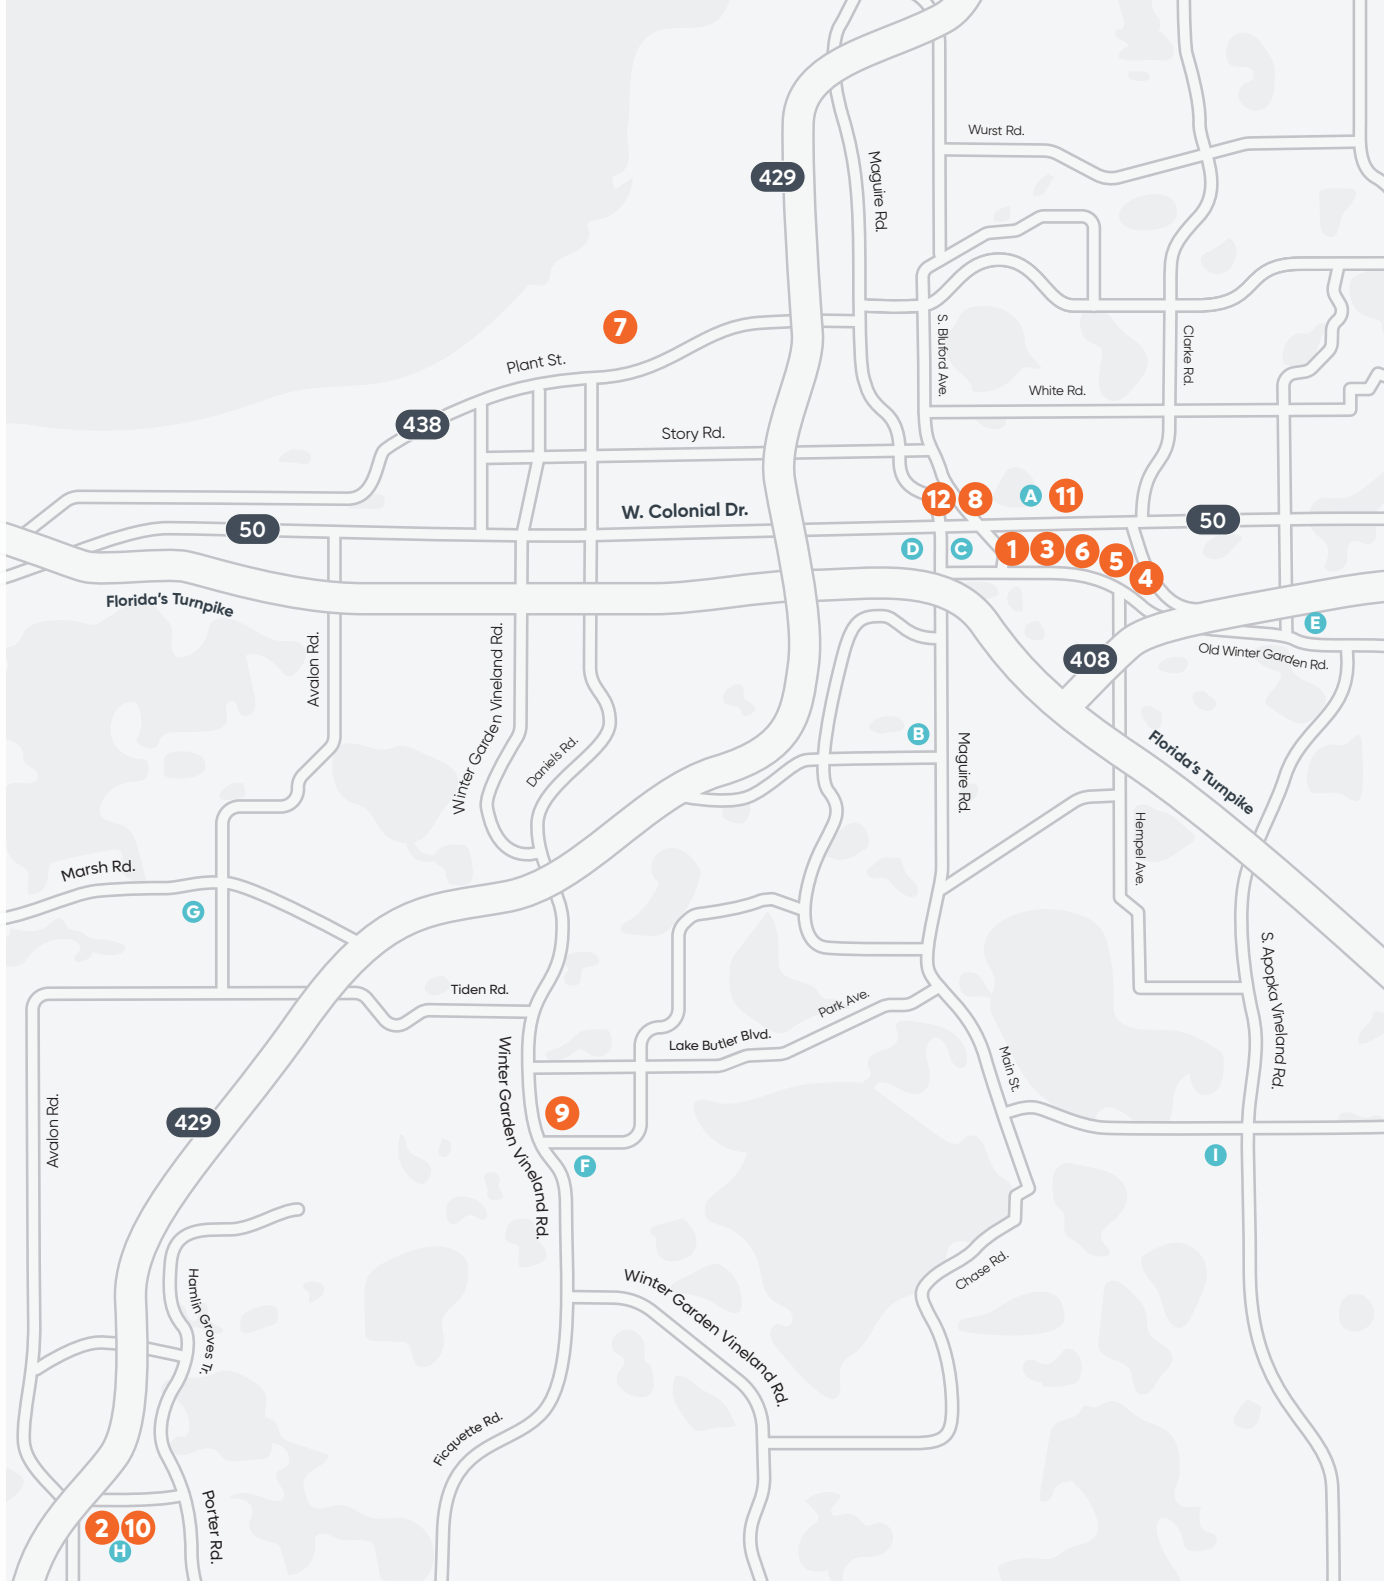 Wurst Rd.
Maguire Rd.
429
7
S. Bluford Ave.
Clarke Rd.
Plant St.
White Rd.
438
Story Rd.
12
8
A
11
W. Colonial Dr.
50
50
D
C
1
3
6
5
4
Florida's Turnpike
E
Avalon Rd.
Winter Garden Vineland Rd.
408
Old Winter Garden Rd.
B
Maguire Rd.
Daniels Rd.
Florida's Turnpike
Hempel Ave.
Marsh Rd.
G
S. Apopka Vineland Rd.
Tiden Rd.
Park Ave.
Lake Butler Blvd.
Main St.
Winter Garden Vineland Rd.
Avalon Rd.
429
9
F
I
Hamlin Groves Tr.
Chase Rd.
Winter Garden Vineland Rd.
Ficquette Rd.
Porter Rd.
2
10
H